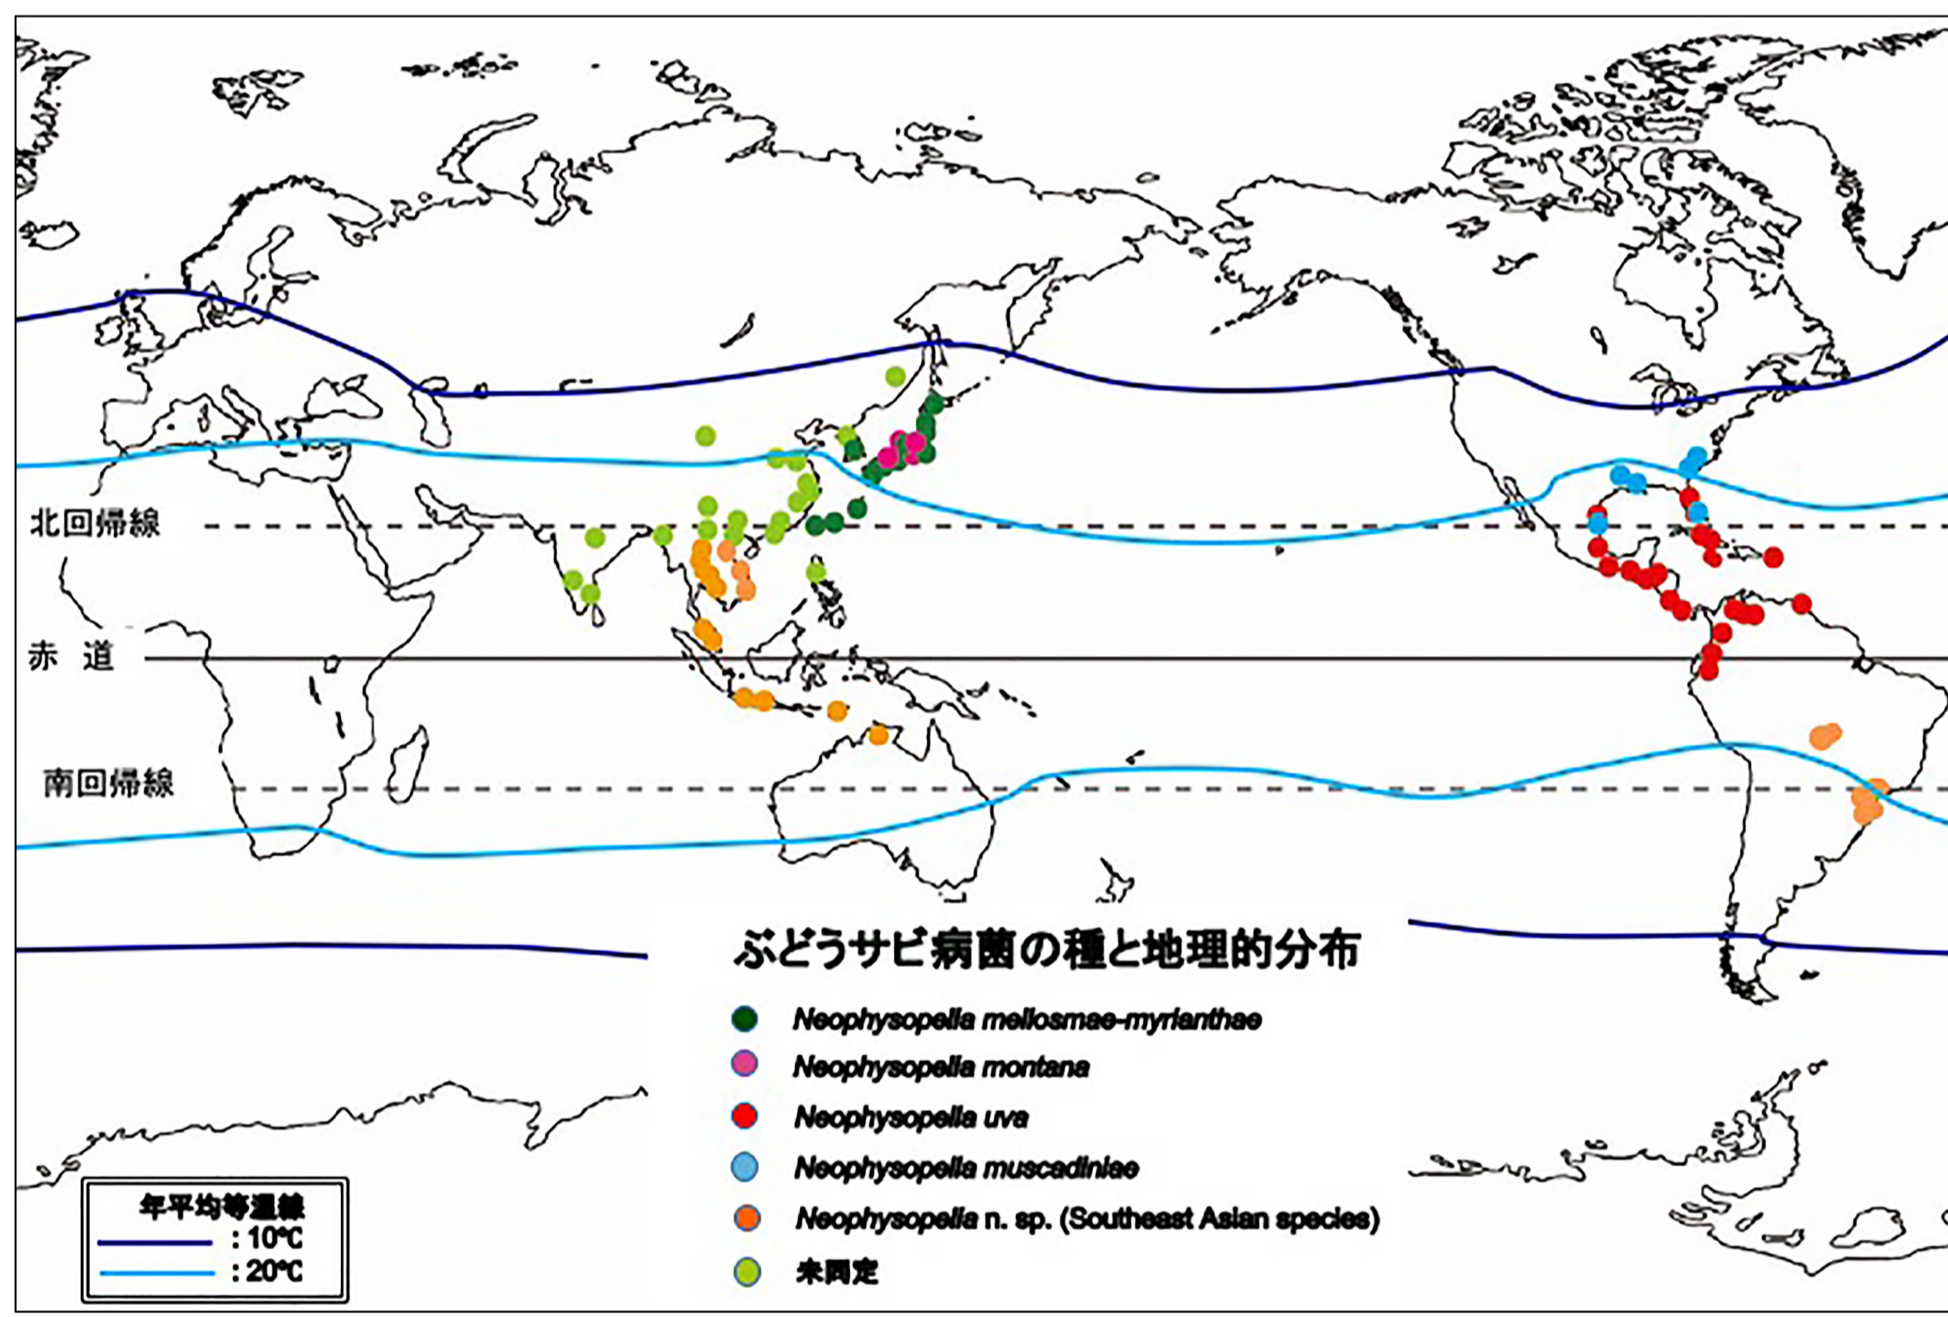 北回帰線
赤 道
南回帰線
ぶどうサビ病菌の種と地理的分布
Neophysopella meliosmae-myrianthae
Neophysopella montana
Neophysopella uva
Neophysopella muscadiniae
Neophysopella n. sp. (Southeast Asian species)
未同定
年平均等温線
: 10℃
: 20℃